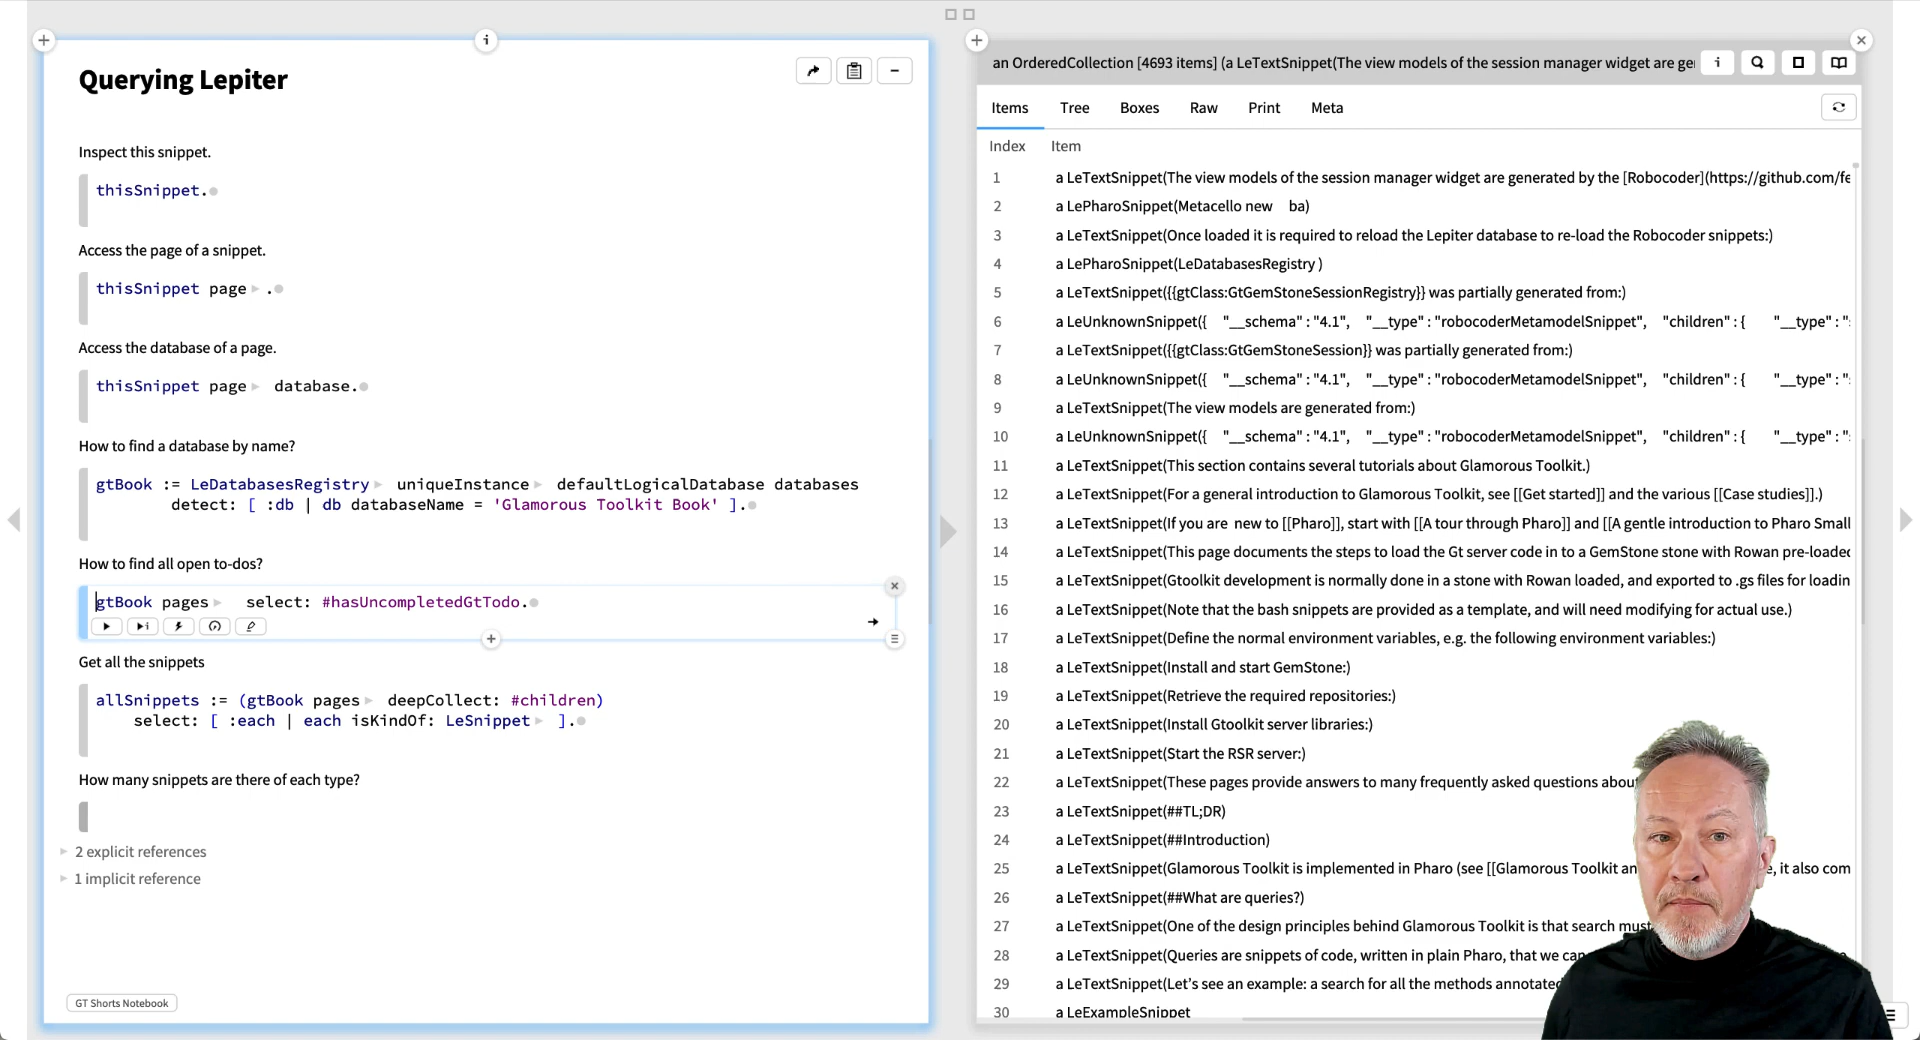 Querying Lepiter
Inspect this snippet.
thisSnippet.
Access the page of a snippet.
thisSnippet page .
Access the database of a page.
thisSnippet page database.
How to find a database by name?
gtBook := LeDatabasesRegistry uniqueInstance defaultLogicalDatabase databases
detect: [ :db | db databaseName = 'Glamorous Toolkit Book' ].
How to find all open to-dos?
gtBook pages select: #hasUncompletedGtTodo.
Get all the snippets
allSnippets := (gtBook pages deepCollect: #children)
select: [ :each | each isKindOf: LeSnippet ].
How many snippets are there of each type?
2 explicit references
1 implicit reference
GT Shorts Notebook
an OrderedCollection [4693 items] (a LeTextSnippet(The view models of the session manager widget are ge
Items Tree Boxes Raw Print Meta
Index Item
1 a LeTextSnippet(The view models of the session manager widget are generated by the [Robocoder](https://github.com/fe
2 a LePharoSnippet(Metacello new ba)
3 a LeTextSnippet(Once loaded it is required to reload the Lepiter database to re-load the Robocoder snippets:)
4 a LePharoSnippet(LeDatabasesRegistry )
5 a LeTextSnippet({{gtClass:GtGemStoneSessionRegistry}} was partially generated from:)
6 a LeUnknownSnippet({ "__schema" : "4.1", "__type" : "robocoderMetamodelSnippet", "children" : { "__type" :
7 a LeTextSnippet({{gtClass:GtGemStoneSession}} was partially generated from:)
8 a LeUnknownSnippet({ "__schema" : "4.1", "__type" : "robocoderMetamodelSnippet", "children" : { "__type" :
9 a LeTextSnippet(The view models are generated from:)
10 a LeUnknownSnippet({ "__schema" : "4.1", "__type" : "robocoderMetamodelSnippet", "children" : { "__type" :
11 a LeTextSnippet(This section contains several tutorials about Glamorous Toolkit.)
12 a LeTextSnippet(For a general introduction to Glamorous Toolkit, see [[Get started]] and the various [[Case studies]].)
13 a LeTextSnippet(If you are new to [[Pharo]], start with [[A tour through Pharo]] and [[A gentle introduction to Pharo Small
14 a LeTextSnippet(This page documents the steps to load the Gt server code in to a GemStone stone with Rowan pre-loaded
15 a LeTextSnippet(Gtoolkit development is normally done in a stone with Rowan loaded, and exported to .gs files for loadin
16 a LeTextSnippet(Note that the bash snippets are provided as a template, and will need modifying for actual use.)
17 a LeTextSnippet(Define the normal environment variables, e.g. the following environment variables:)
18 a LeTextSnippet(Install and start GemStone:)
19 a LeTextSnippet(Retrieve the required repositories:)
20 a LeTextSnippet(Install Gtoolkit server libraries:)
21 a LeTextSnippet(Start the RSR server:)
22 a LeTextSnippet(These pages provide answers to many frequently asked questions abou
23 a LeTextSnippet(##TL;DR)
24 a LeTextSnippet(##Introduction)
25 a LeTextSnippet(Glamorous Toolkit is implemented in Pharo (see [[Glamorous Toolkit an e, it also com
26 a LeTextSnippet(##What are queries?)
27 a LeTextSnippet(One of the design principles behind Glamorous Toolkit is that search must
28 a LeTextSnippet(Queries are snippets of code, written in plain Pharo, that we can
29 a LeTextSnippet(Let's see an example: a search for all the methods annotated
30 a LeExampleSnippet